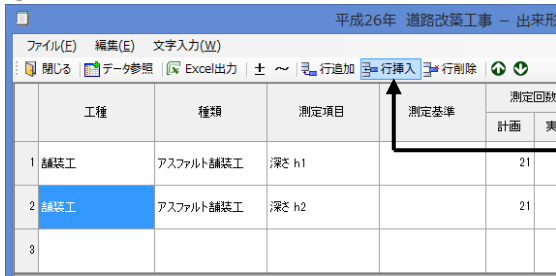 平成26年 道路改築工事 - 出来形
ファイル(F) 編集(E) 文字入力(W)
閉じる データ参照 Excel出力 ± ～ 行追加 行挿入 行削除
工種 種類 測定項目 測定基準 測定回数
計画 実
1 舗装工 アスファルト舗装工 深さ h1 21
2 舗装工 アスファルト舗装工 深さ h2 21
3